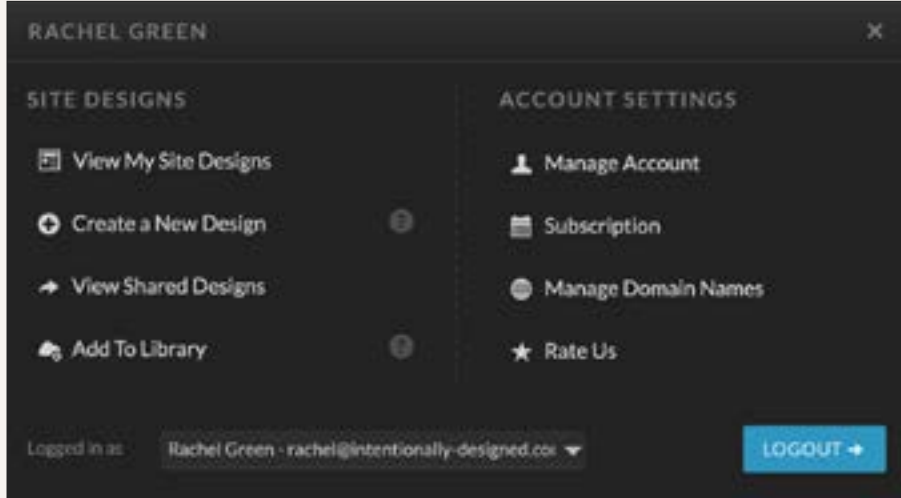 RACHEL GREEN
SITE DESIGNS
View My Site Designs
Create a New Design
View Shared Designs
Add To Library
ACCOUNT SETTINGS
Manage Account
Subscription
Manage Domain Names
Rate Us
Logged in as
Rachel Green - rachel@intentionally-designed.co
LOGOUT